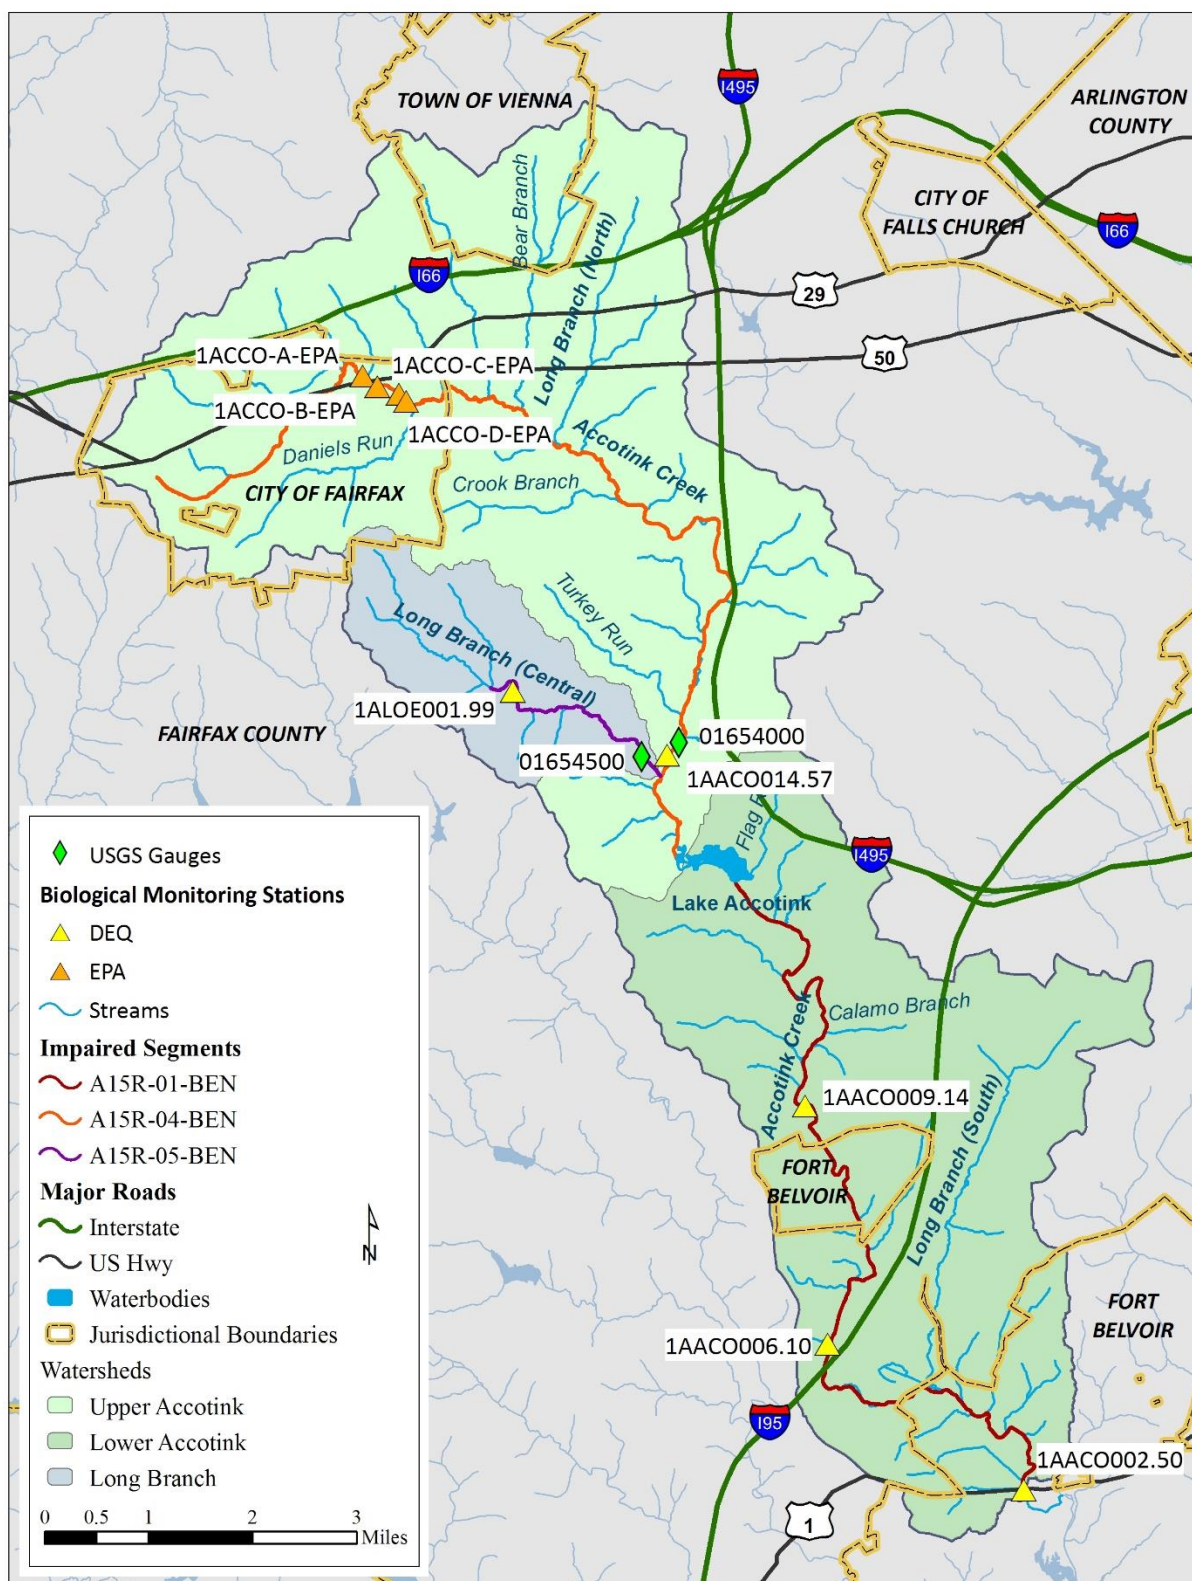 I495
TOWN OF VIENNA
ARLINGTON
COUNTY
Bear Branch
CITY OF
FALLS CHURCH
Long Branch (North)
I66
I66
29
50
1ACCO-A-EPA
1ACCO-C-EPA
1ACCO-B-EPA
1ACCO-D-EPA
Daniels Run
Accotink Creek
CITY OF FAIRFAX
Crook Branch
Turkey Run
Long Branch (Central)
1ALOE001.99
FAIRFAX COUNTY
01654000
01654500
1AACO014.57
Flag
I495
Lake Accotink
Calamo Branch
Accotink Creek
1AACO009.14
Long Branch (South)
FORT
BELVOIR
FORT
BELVOIR
1AACO006.10
I95
1AACO002.50
1
USGS Gauges
Biological Monitoring Stations
DEQ
EPA
Streams
Impaired Segments
A15R-01-BEN
A15R-04-BEN
A15R-05-BEN
Major Roads
Interstate
US Hwy
Waterbodies
Jurisdictional Boundaries
Watersheds
Upper Accotink
Lower Accotink
Long Branch
N
0 0.5 1 2 3
Miles